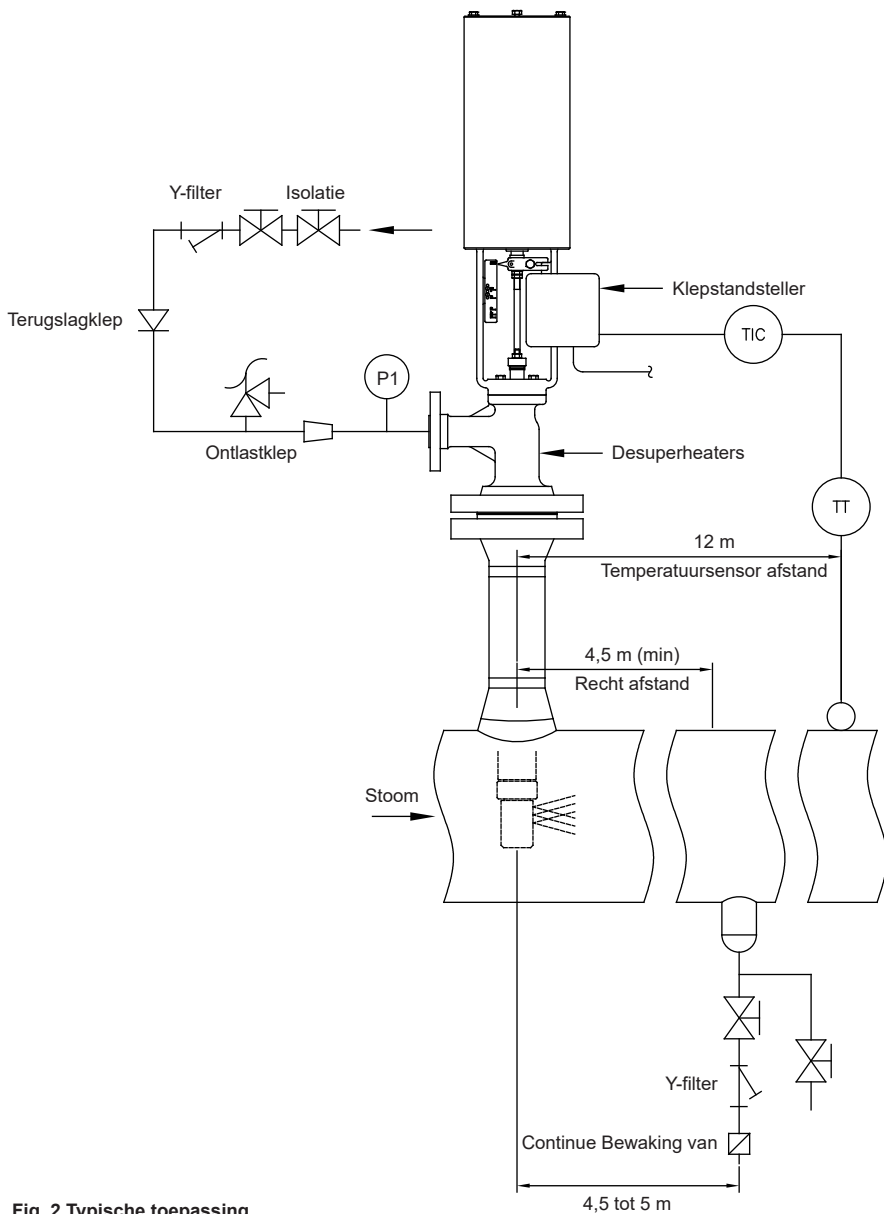 Y-filter
Isolatie
Klepstandsteller
Terugslagklep
TIC
P1
Ontlastklep
Desuperheaters
TT
12 m
Temperatuursensor afstand
4,5 m (min)
Recht afstand
Stoom
Y-filter
Continue Bewaking van
4,5 tot 5 m
Fig. 2 Typische toepassing